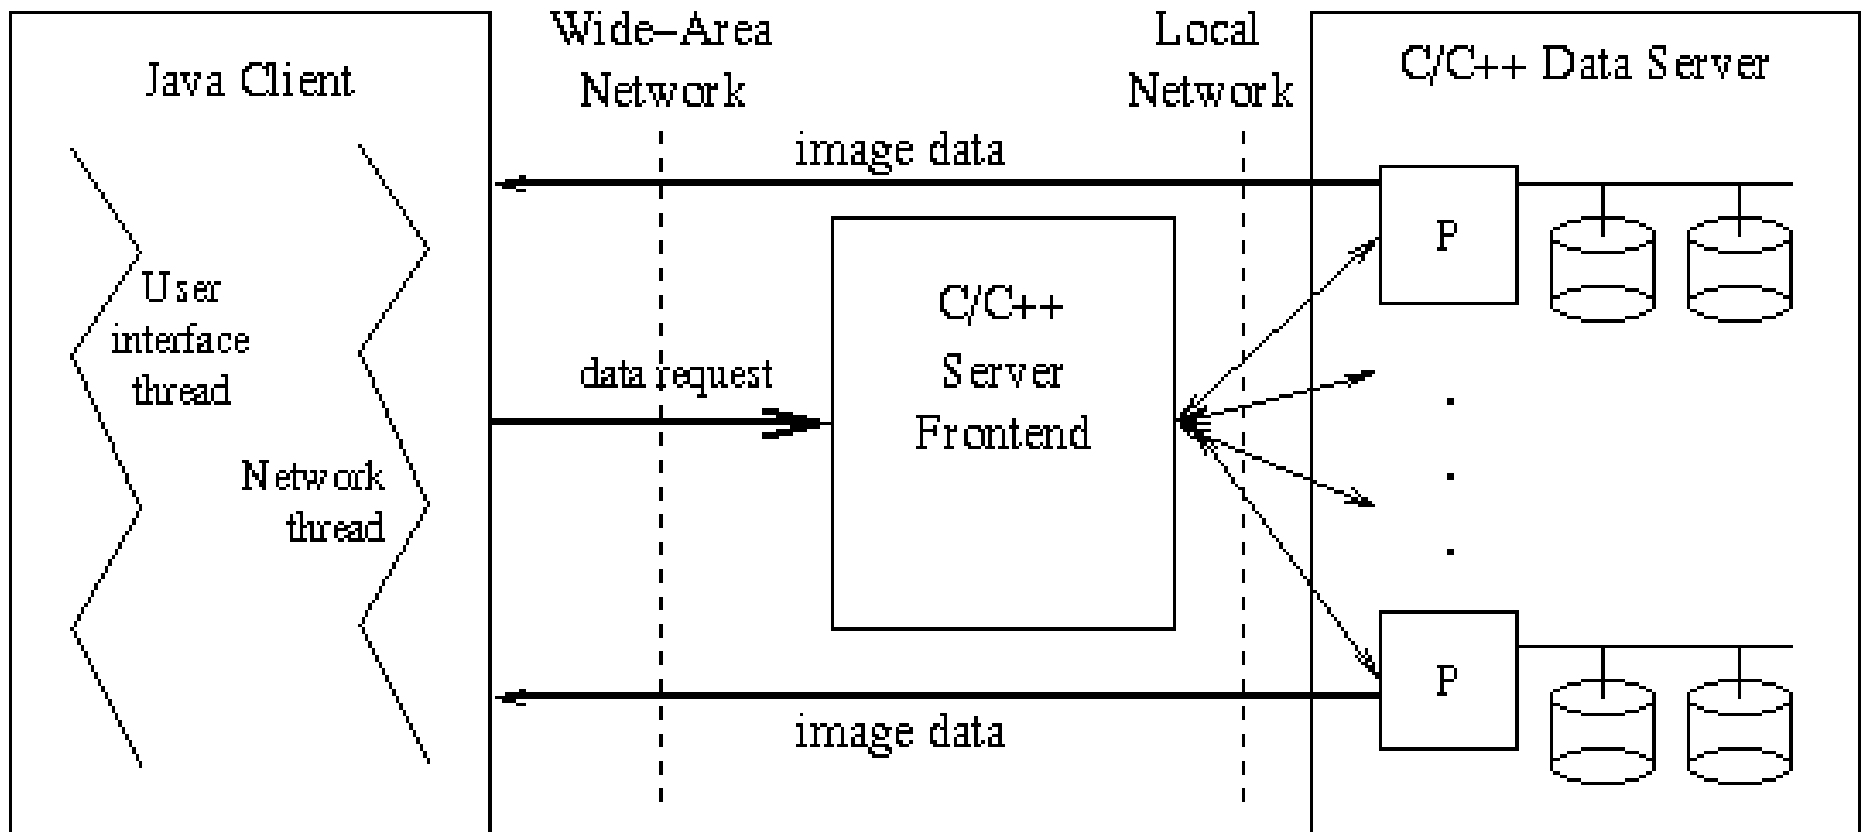 Java Client
User
interface
thread
Network
thread
Wide–Area
Network
image data
data request
C/C++
Server
Frontend
image data
Local
Network
C/C++ Data Server
P
P